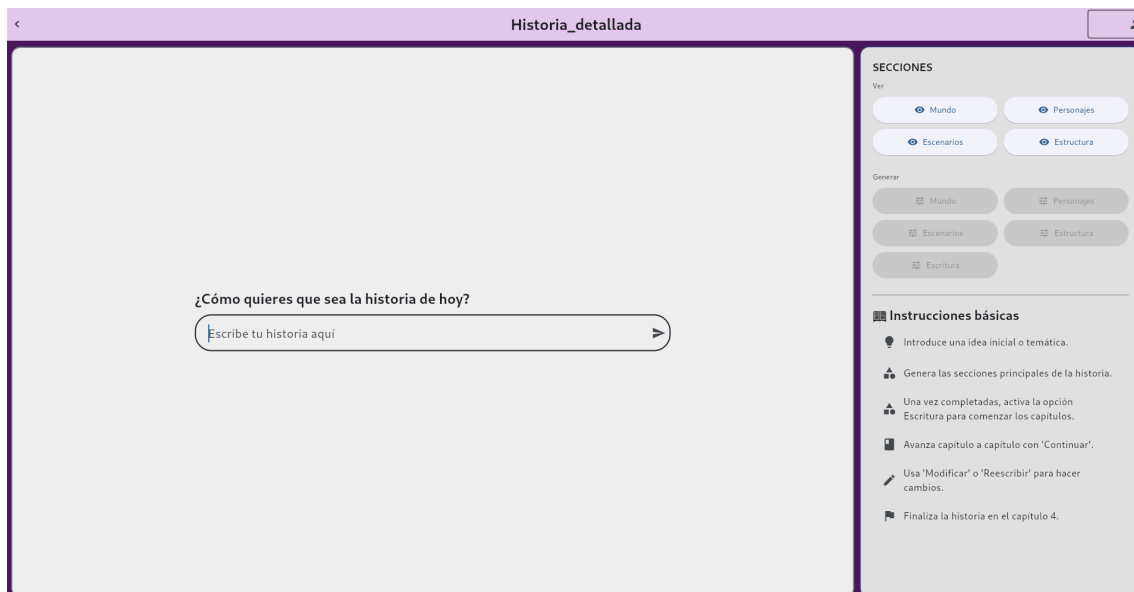 Historia_detallada
¿Cómo quieres que sea la historia de hoy?
Escribe tu historia aquí
SECCIONES
Ver
Mundo
Personajes
Escenarios
Estructura
Generar
Mundo
Personajes
Escenarios
Estructura
Escritura
Instrucciones básicas
Introduce una idea inicial o temática.
Genera las secciones principales de la historia.
Una vez completadas, activa la opción
Escritura para comenzar los capítulos.
Avanza capítulo a capítulo con 'Continuar'.
Usa 'Modificar' o 'Reescribir' para hacer
cambios.
Finaliza la historia en el capítulo 4.